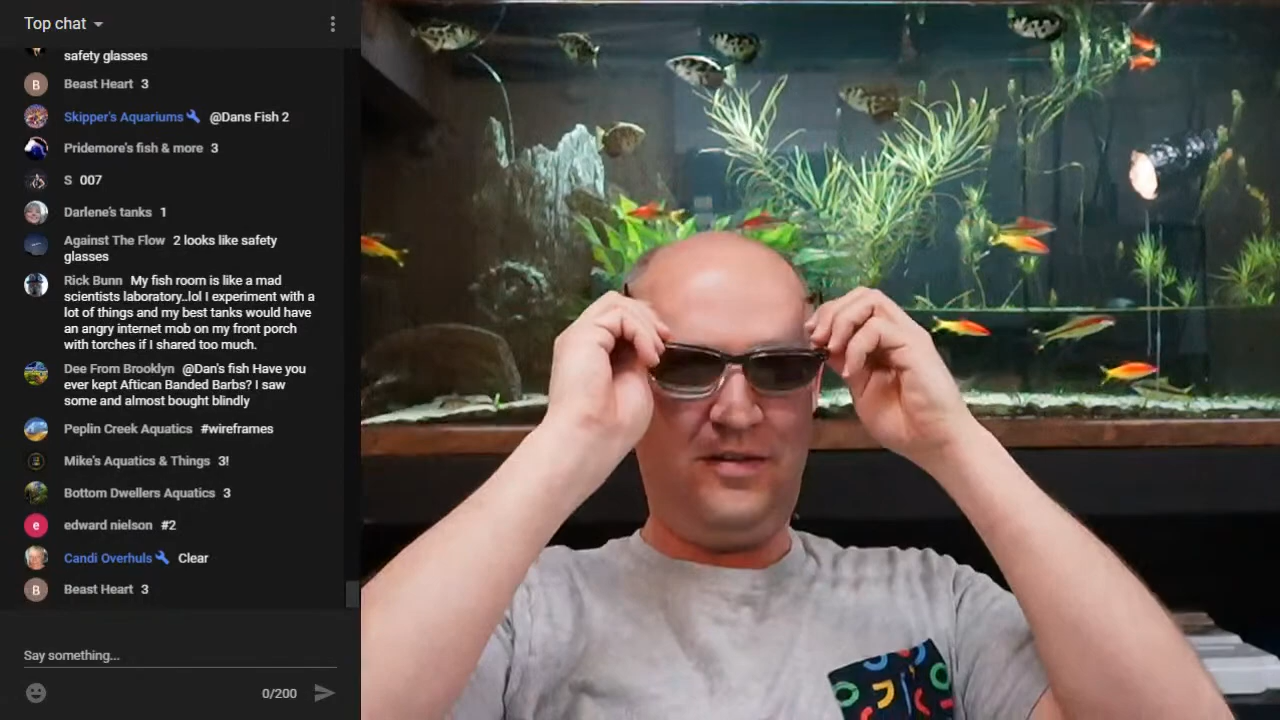 Top chat
safety glasses
B Beast Heart 3
Skipper's Aquariums @Dans Fish 2
Pridemore's fish & more 3
S 007
Darlene's tanks 1
Against The Flow 2 looks like safety
glasses
Rick Bunn My fish room is like a mad
scientists laboratory..lol I experiment with a
lot of things and my best tanks would have
an angry internet mob on my front porch
with torches if I shared too much.
Dee From Brooklyn @Dan's fish Have you
ever kept Aftican Banded Barbs? I saw
some and almost bought blindly
Peplin Creek Aquatics #wireframes
Mike's Aquatics & Things 3!
Bottom Dwellers Aquatics 3
e edward nielson #2
Candi Overhuls Clear
B Beast Heart 3
Say something...
0/200